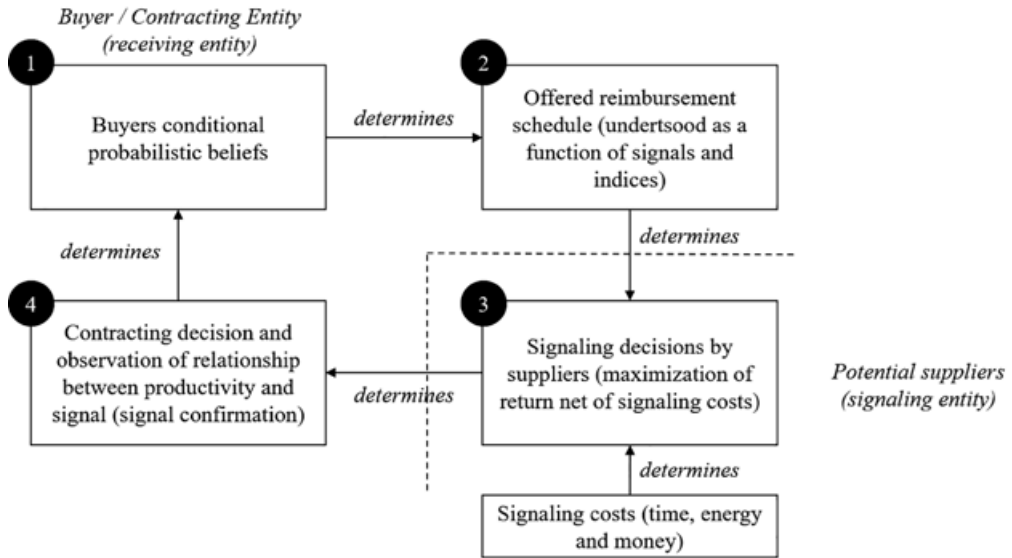 Buyer / Contracting Entity
(receiving entity)
1
Buyers conditional
probabilistic beliefs
determines
2
Offered reimbursement
schedule (undertsood as a
function of signals and
indices)
determines
determines
4
Contracting decision and
observation of relationship
between productivity and
signal (signal confirmation)
determines
3
Signaling decisions by
suppliers (maximization of
return net of signaling costs)
Potential suppliers
(signaling entity)
determines
Signaling costs (time, energy
and money)